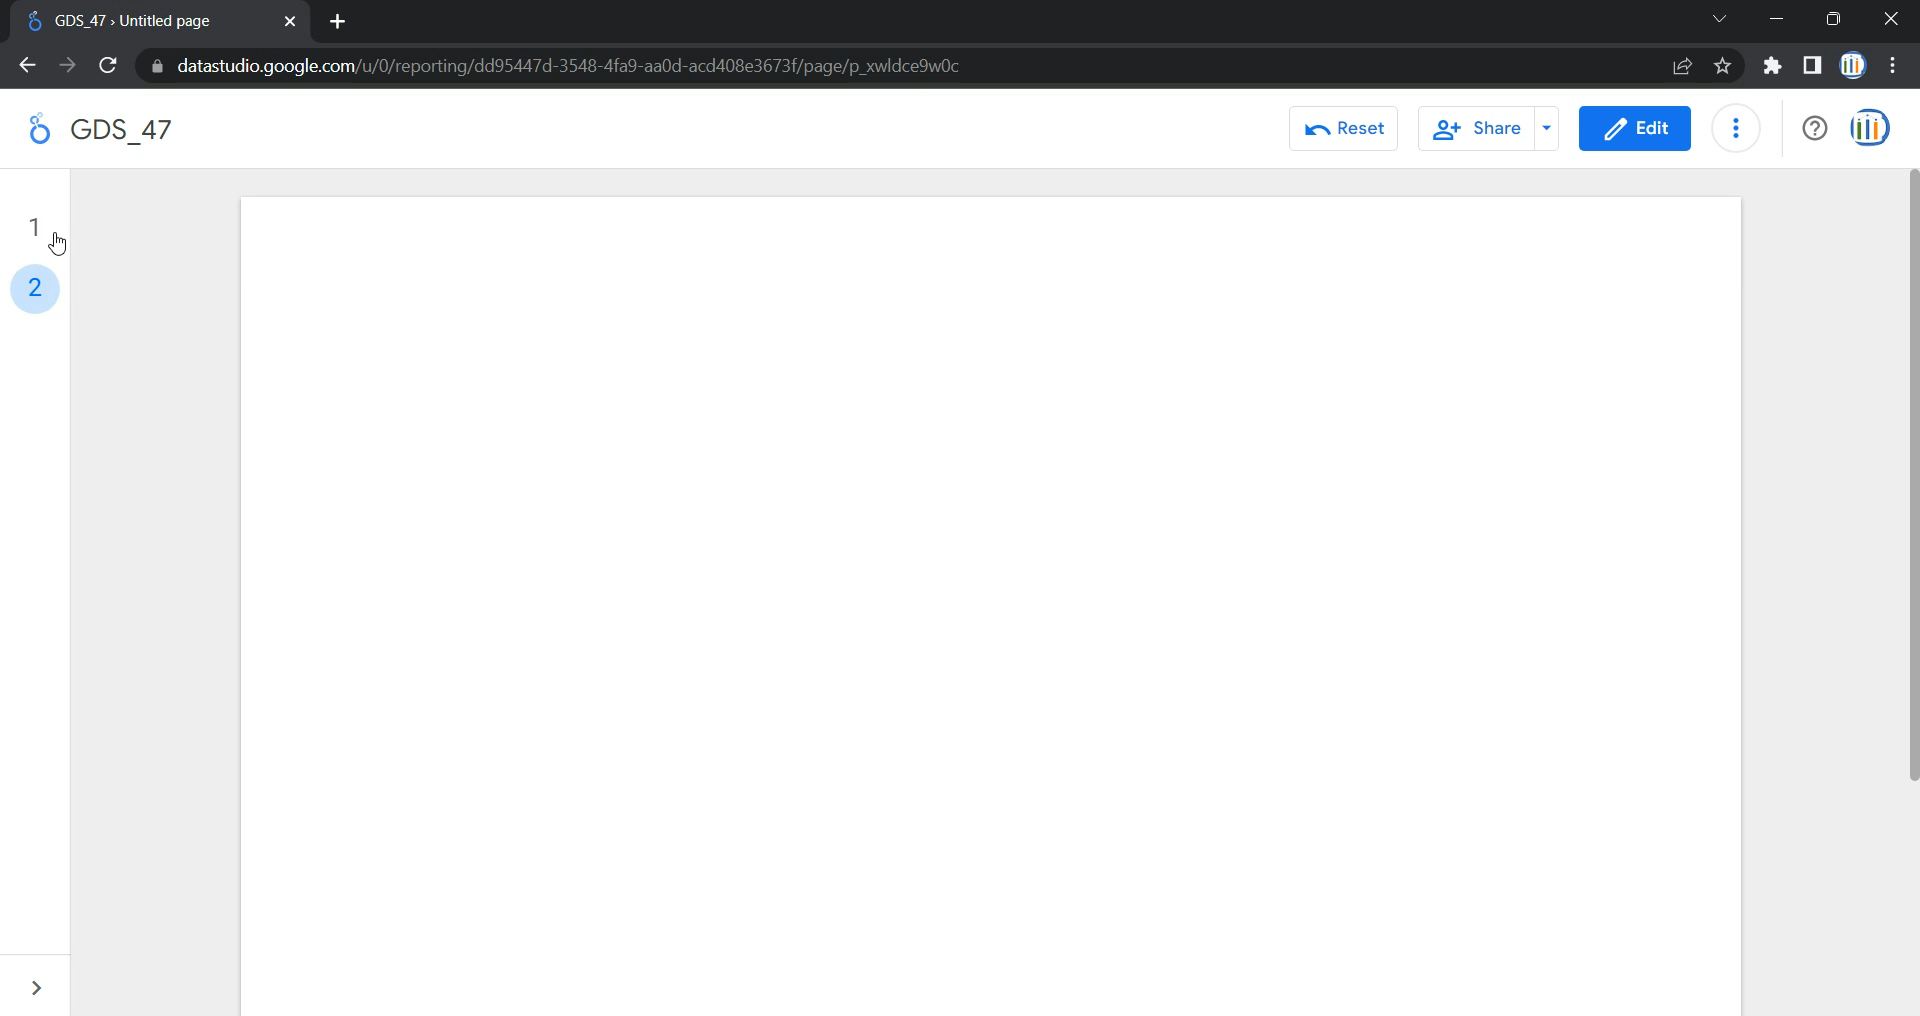 GDS_47 › Untitled page
datastudio.google.com/u/0/reporting/dd95447d-3548-4fa9-aa0d-acd408e3673f/page/p_xwldce9w0c
GDS_47
Reset
Share
Edit
1
2